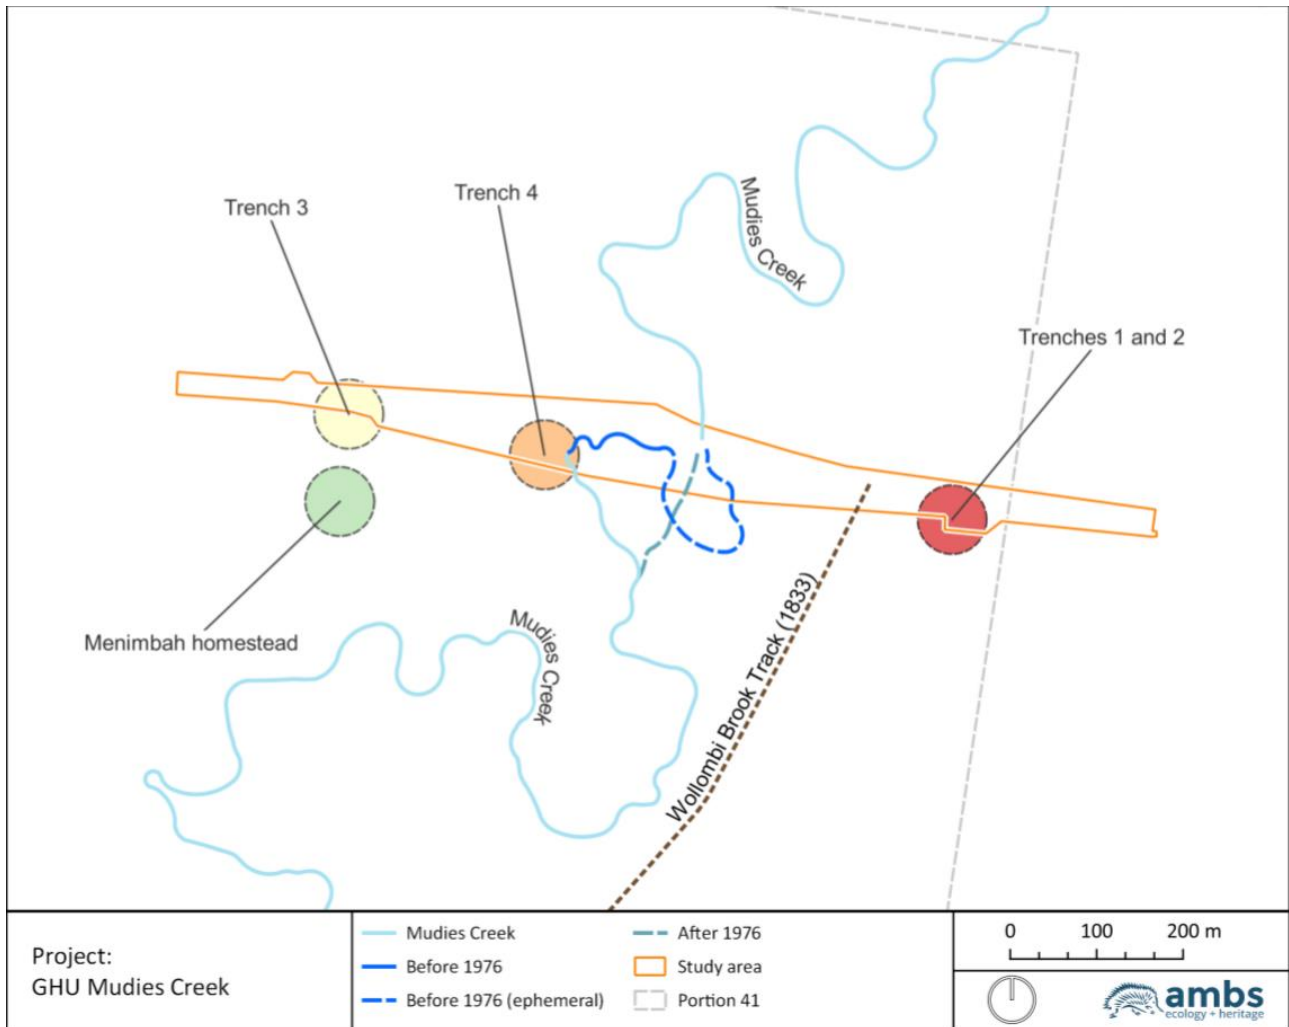 Trench 3
Trench 4
Mudies Creek
Trenches 1 and 2
Menimbah homestead
Mudies Creek
Wollombi Brook Track (1833)
Project:
GHU Mudies Creek
Mudies Creek
Before 1976
Before 1976 (ephemeral)
After 1976
Study area
Portion 41
0 100 200 m
ambs
ecology + heritage